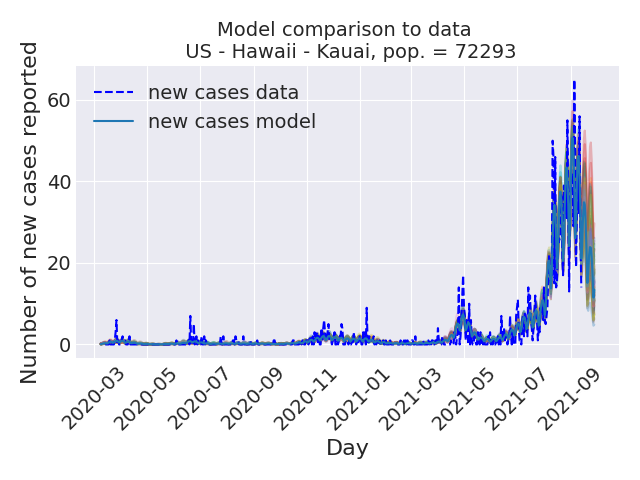 Model comparison to data
US - Hawaii - Kauai, pop. = 72293
Number of new cases reported
60
40
20
0
new cases data
new cases model
2020-03
2020-05
2020-07
2020-09
2020-11
2021-01
2021-03
2021-05
2021-07
2021-09
Day